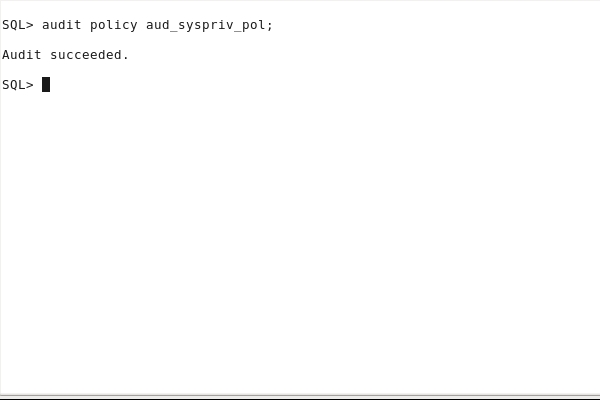 SQL> audit policy aud_syspriv_pol;
Audit succeeded.
SQL>